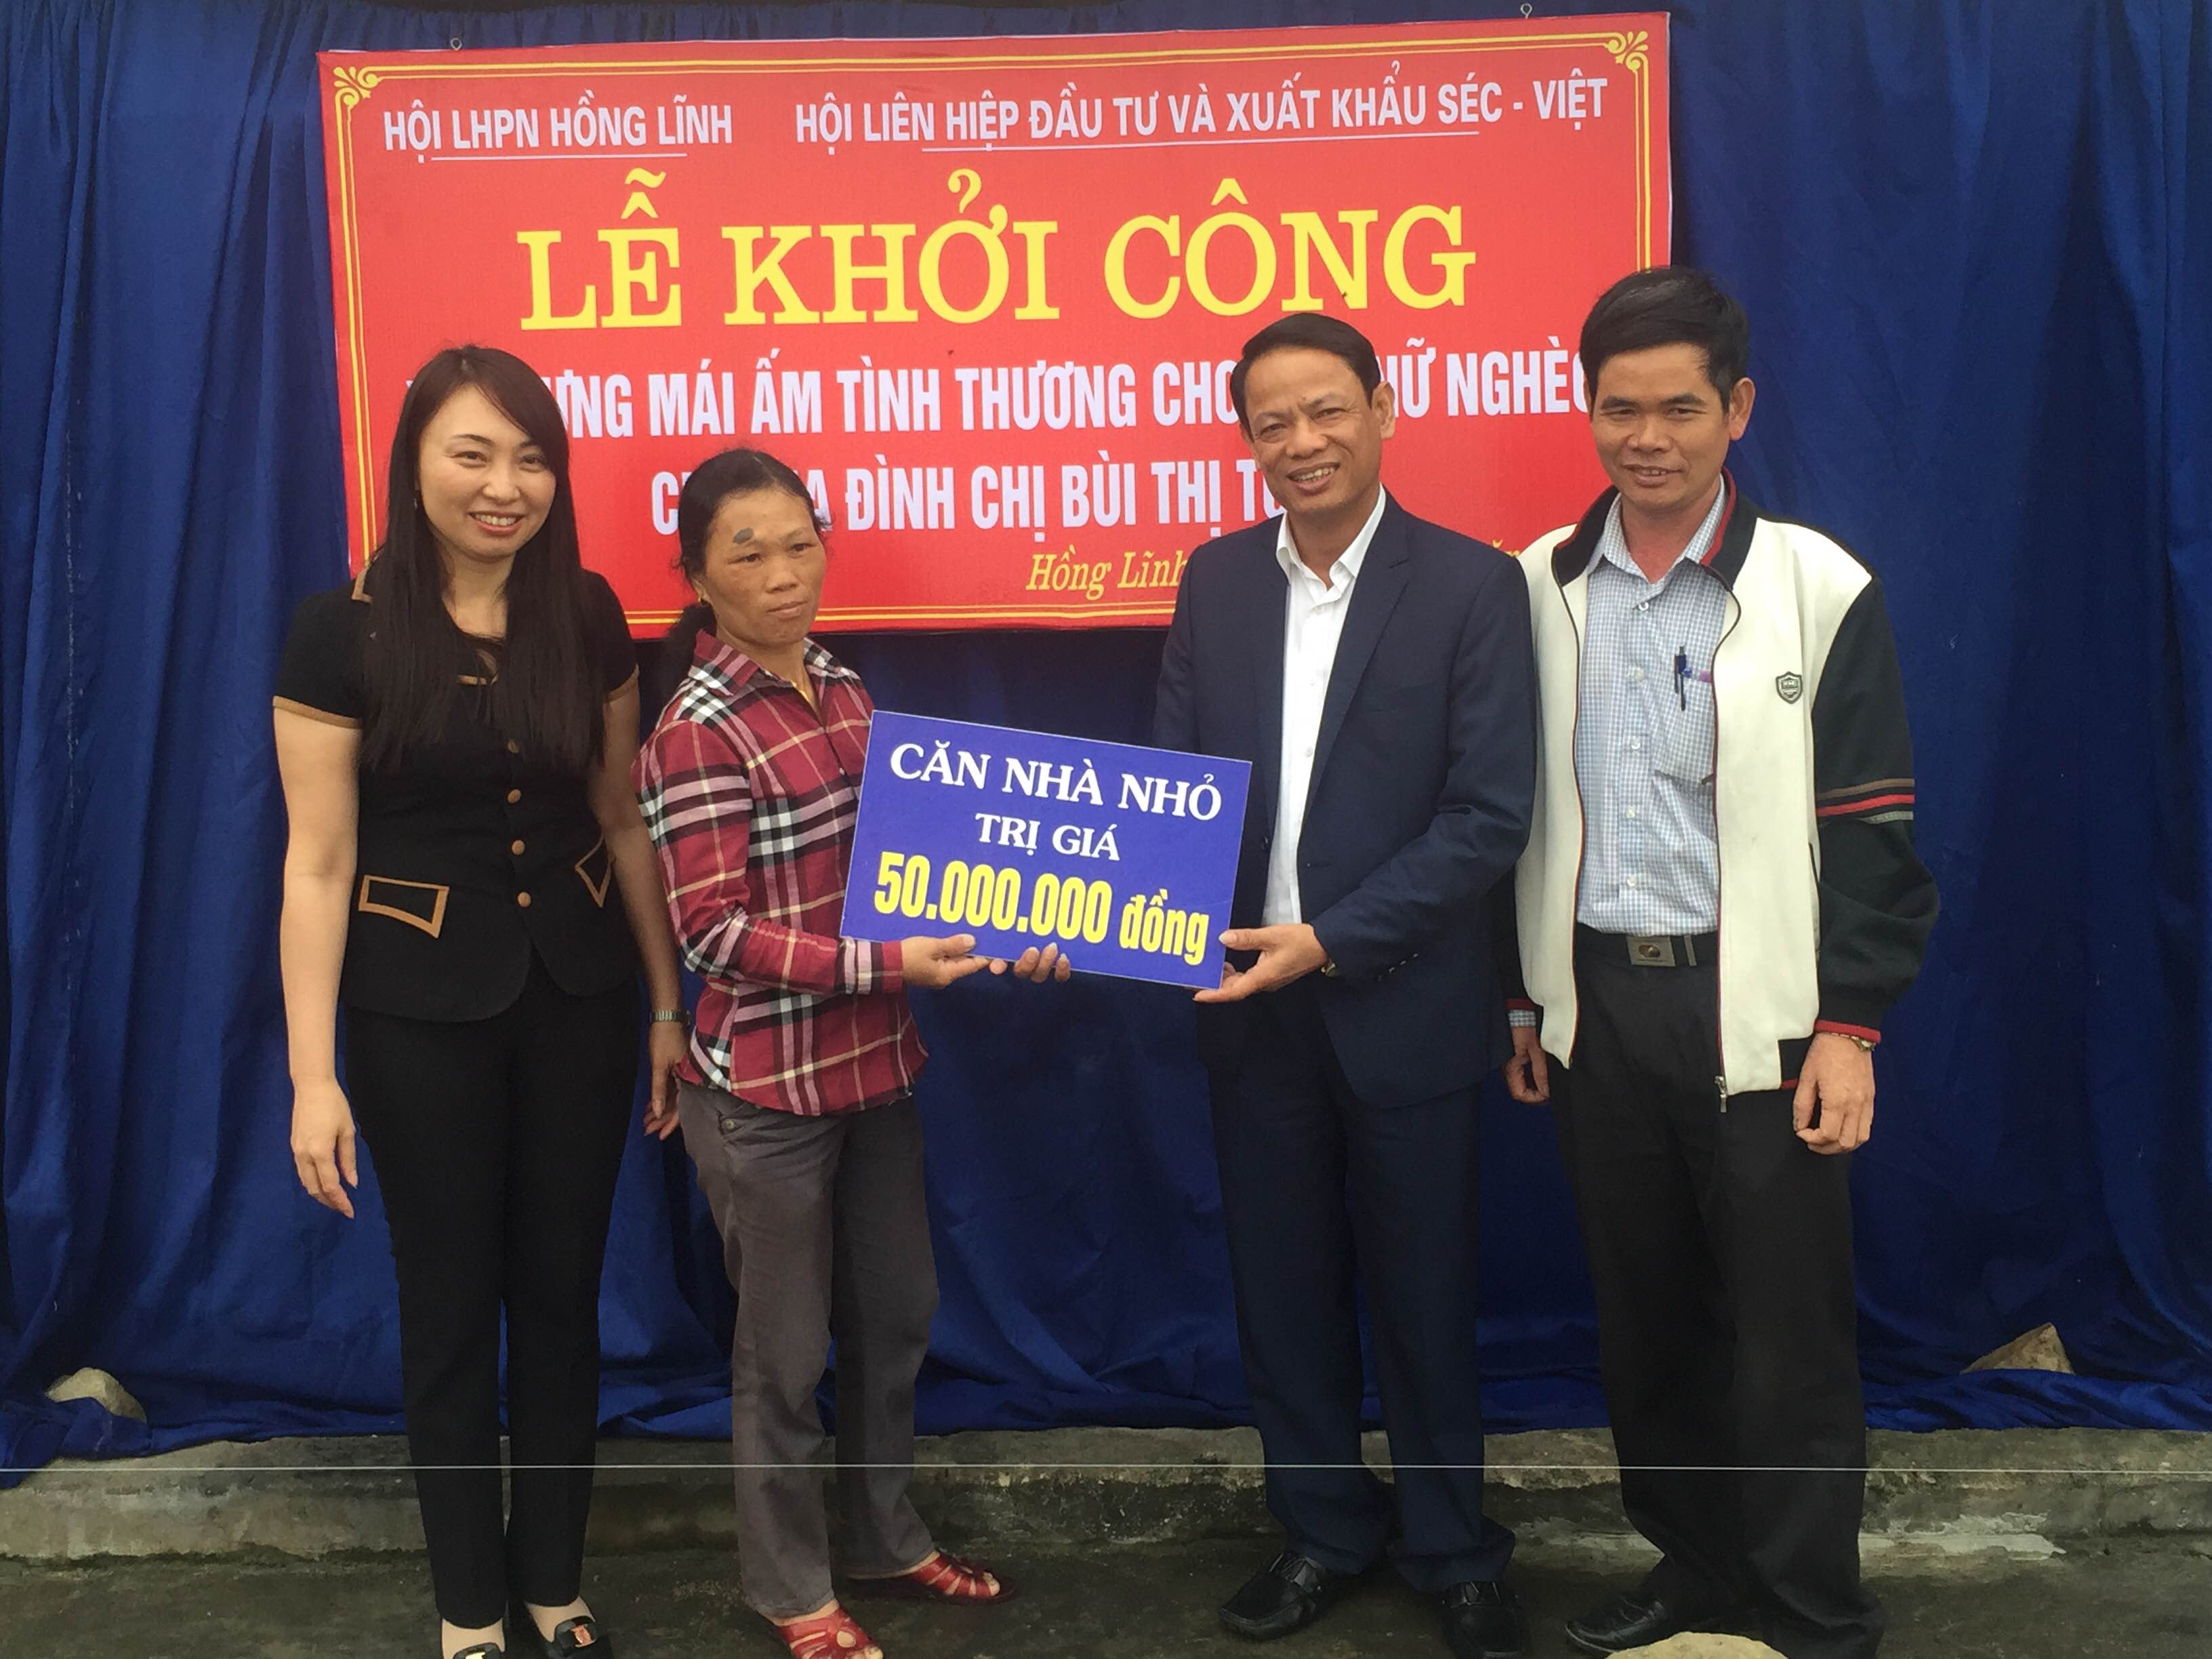 HỘI LHPN HỒNG LĨNH HỘI LIÊN HIỆP ĐẦU TƯ VÀ XUẤT KHẨU SÉC - VIỆT
LỄ KHỞI CÔNG
MÁI ẤM TÌNH THƯƠNG CHO NGHÈO
ĐÌNH CHỊ BÙI THỊ
Hồng Lĩnh
CĂN NHÀ NHỎ
TRỊ GIÁ
50.000.000 đồng